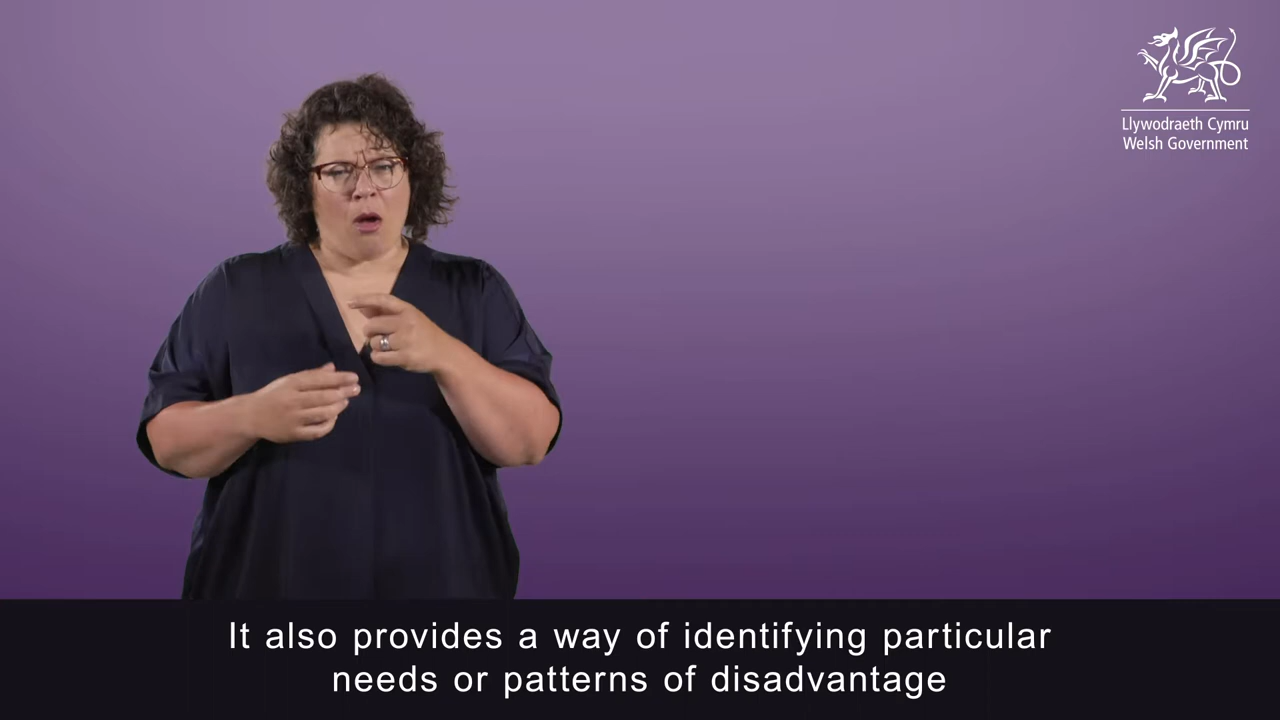 Llywodraeth Cymru
Welsh Government
It also provides a way of identifying particular
needs or patterns of disadvantage